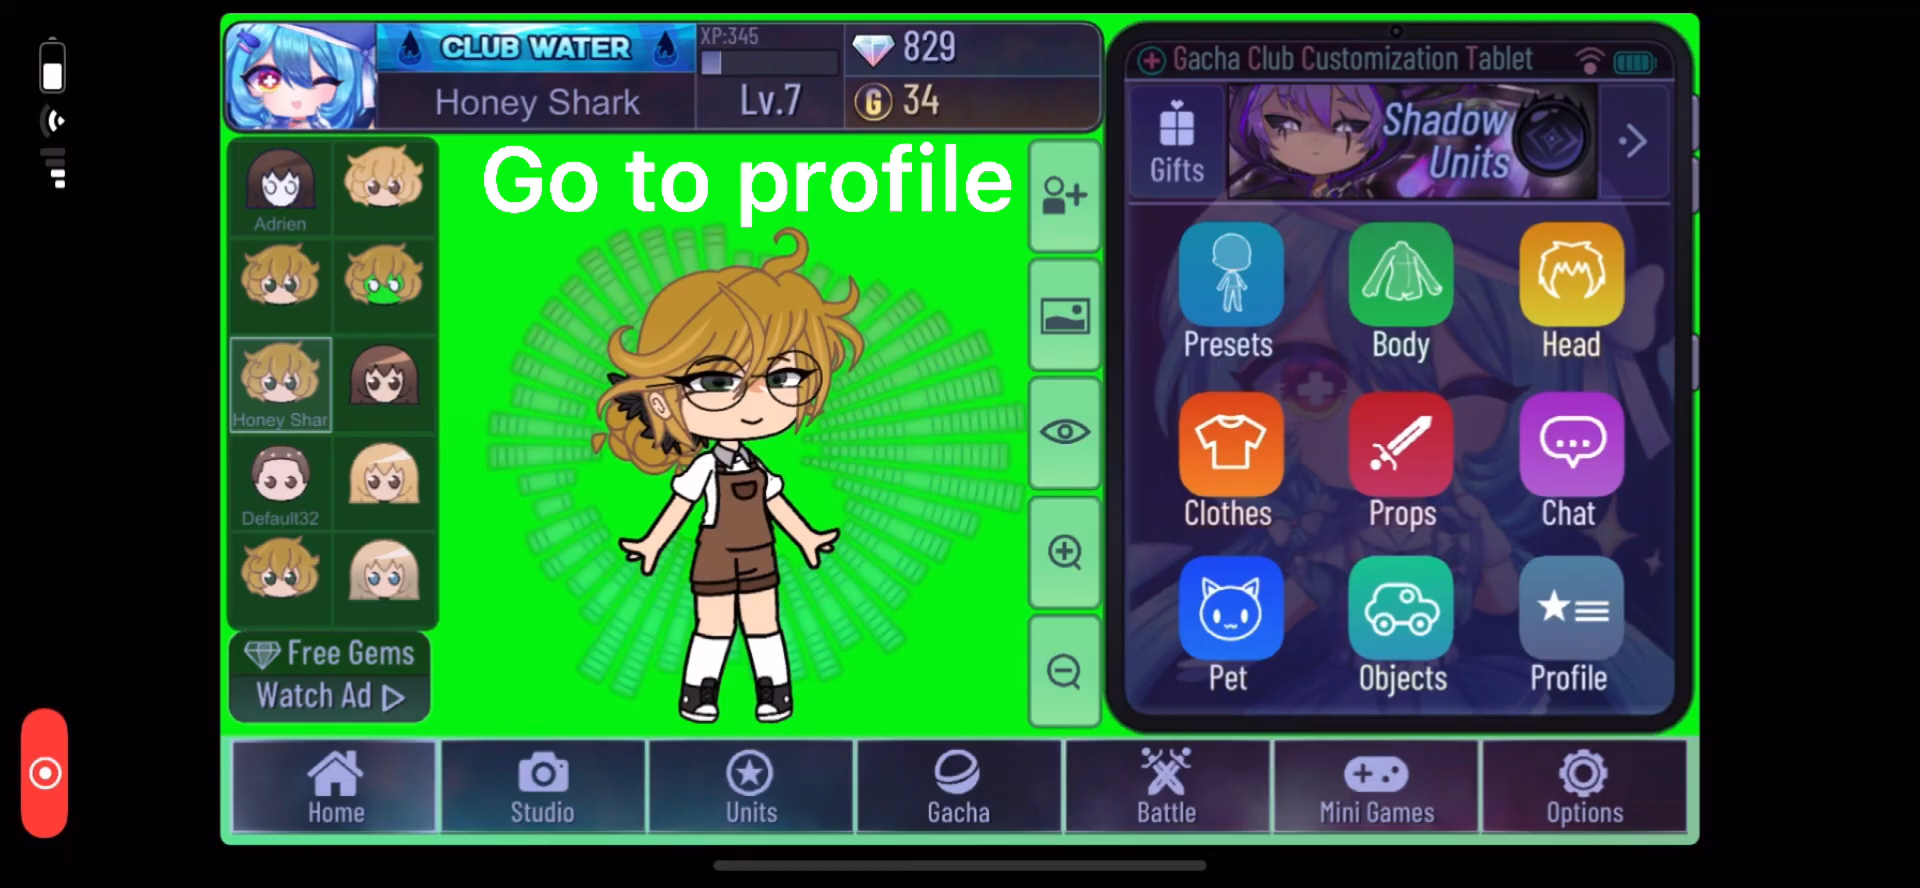 CLUB WATER
Honey Shark
XP:345
Lv.7
829
G 34
Gacha Club Customization Tablet
Gifts
Shadow
Units
Go to profile
Adrien
Honey Shar
Default32
Free Gems
Watch Ad
Presets
Body
Head
Clothes
Props
Chat
Pet
Objects
Profile
Home
Studio
Units
Gacha
Battle
Mini Games
Options